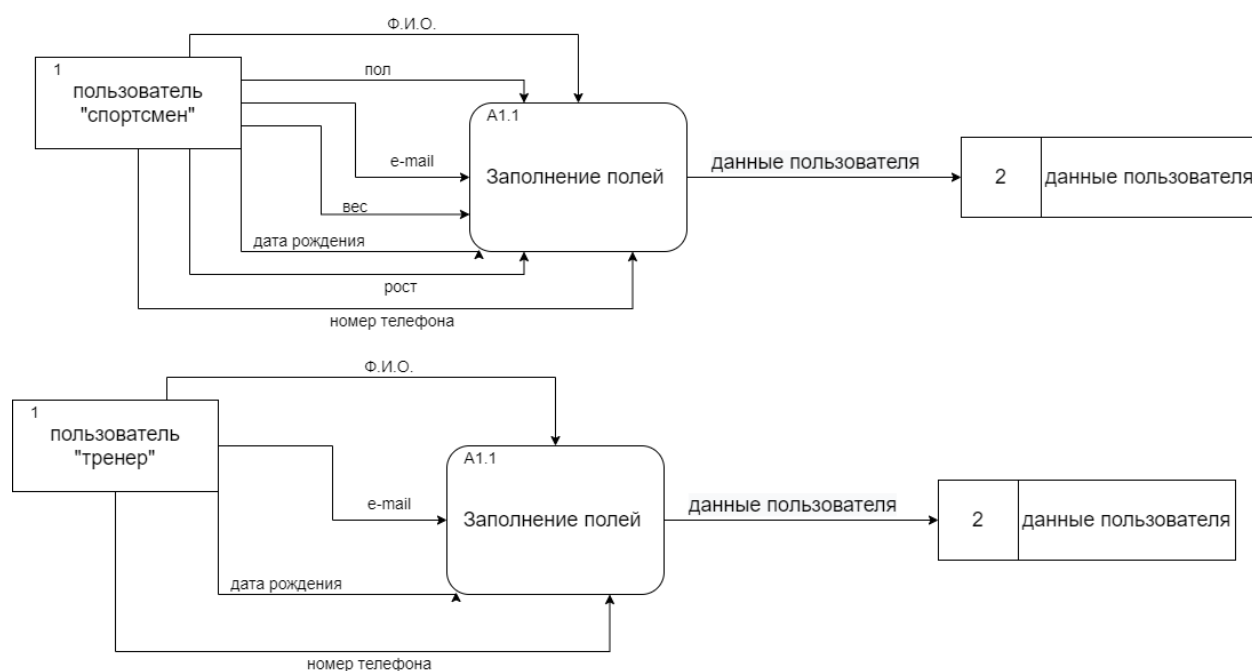 Ф.И.О.
1
пользователь
"спортсмен"
пол
A1.1
e-mail
Заполнение полей
данные пользователя
2
данные пользователя
вес
дата рождения
рост
номер телефона
Ф.И.О.
1
пользователь
"тренер"
A1.1
e-mail
Заполнение полей
данные пользователя
2
данные пользователя
дата рождения
номер телефона